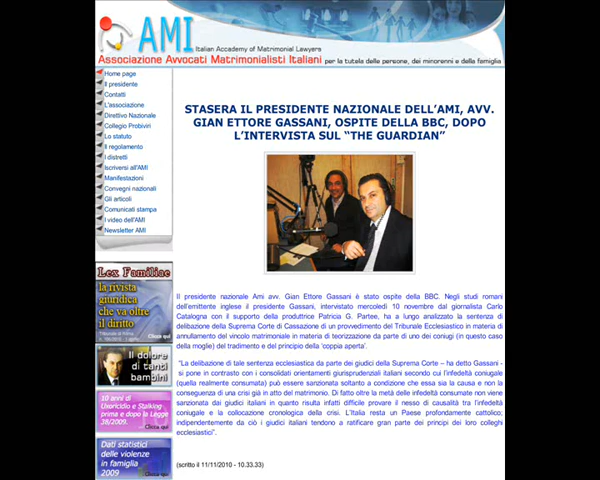 AMI Italian Accademy of Matrimonial Lawyers
Associazione Avvocati Matrimonialisti Italiani per la tutela delle persone, dei minorenni e della famiglia
Home page
Il presidente
Contatti
L'associazione
Direttivo Nazionale
Collegio Probiviri
Lo statuto
Il regolamento
I distretti
Iscriversi all'AMI
Manifestazioni
Convegni nazionali
Gli articoli
Comunicati stampa
I video dell'AMI
Newsletter AMI
Lex Familiae
la rivista
giuridica
che va oltre
il diritto
Clicca qui
Il dolore
di tanti
bambini
10 anni di
Uxoricidio e Stalking
prima e dopo la Legge
38/2009.
Clicca qui
Dati statistici
delle violenze
in famiglia
2009
Clicca qui
STASERA IL PRESIDENTE NAZIONALE DELL'AMI, AVV.
GIAN ETTORE GASSANI, OSPITE DELLA BBC, DOPO
L'INTERVISTA SUL “THE GUARDIAN”
Il presidente nazionale Ami avv. Gian Ettore Gassani è stato ospite della BBC. Negli studi romani
dell'emittente inglese il presidente Gassani, intervistato mercoledì 10 novembre dal giornalista Carlo
Catalogna con il supporto della produttrice Patricia G. Partee, ha a lungo analizzato la sentenza di
delibazione della Suprema Corte di Cassazione di un provvedimento del Tribunale Ecclesiastico in materia di
annullamento del vincolo matrimoniale in materia di teorizzazione da parte di uno dei coniugi (in questo caso
della moglie) del tradimento e del principio della 'coppia aperta'.
“La delibazione di tale sentenza ecclesiastica da parte dei giudici della Suprema Corte – ha detto Gassani -
si pone in contrasto con i consolidati orientamenti giurisprudenziali italiani secondo cui l'infedeltà coniugale
(quella realmente consumata) può essere sanzionata soltanto a condizione che essa sia la causa e non la
conseguenza di una crisi già in atto del matrimonio. Di fatto oltre la metà delle infedeltà consumate non viene
sanzionata dai giudici italiani in quanto risulta infatti difficile provare il nesso di causalità tra l'infedeltà
coniugale e la collocazione cronologica della crisi. L'Italia resta un Paese profondamente cattolico;
indipendentemente da ciò i giudici italiani tendono a ratificare gran parte dei principi dei loro colleghi
ecclesiastici”.
(scritto il 11/11/2010 - 10.33.33)